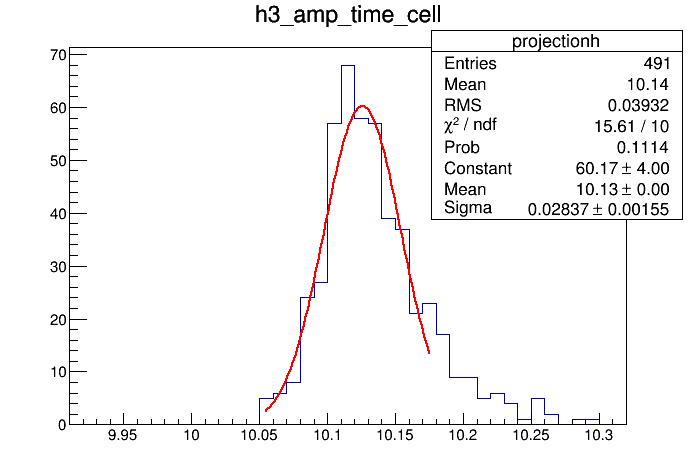 h3_amp_time_cell
projectionh
Entries 491
Mean 10.14
RMS 0.03932
χ² / ndf 15.61 / 10
Prob 0.1114
Constant 60.17 ± 4.00
Mean 10.13 ± 0.00
Sigma 0.02837 ± 0.00155
70
60
50
40
30
20
10
0
9.95 10 10.05 10.1 10.15 10.2 10.25 10.3